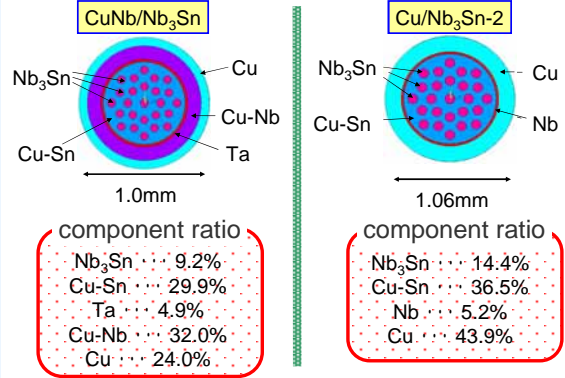 CuNb/Nb₃Sn
Nb₃Sn
Cu-Sn
Cu
Cu-Nb
Ta
1.0mm
component ratio
Nb₃Sn ··· 9.2%
Cu-Sn ··· 29.9%
Ta ··· 4.9%
Cu-Nb ··· 32.0%
Cu ··· 24.0%
Cu/Nb₃Sn-2
Nb₃Sn
Cu-Sn
Cu
Nb
1.06mm
component ratio
Nb₃Sn ··· 14.4%
Cu-Sn ··· 36.5%
Nb ··· 5.2%
Cu ··· 43.9%